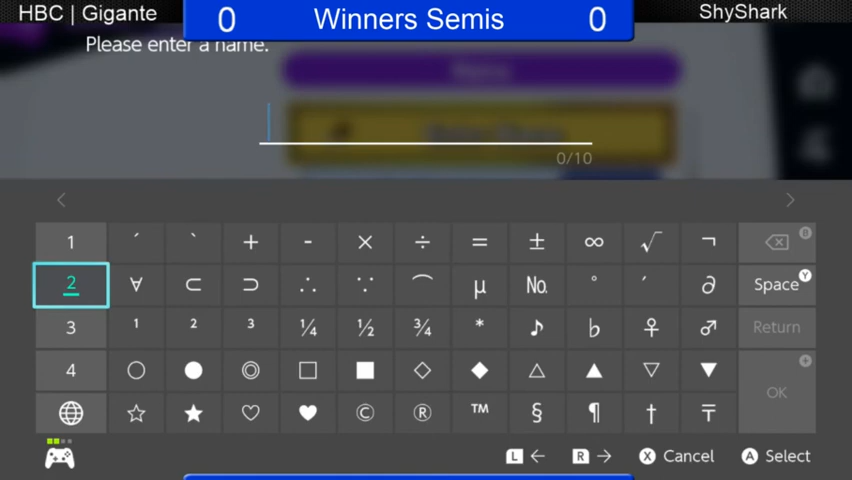 HBC | Gigante 0 Winners Semis 0 ShyShark
Please enter a name.
0/10
1 ´ ` + - × ÷ = ± ∞ √ ¬
2 ∀ ⊂ ⊃ ∴ ∵ ⌒ µ № ° ′ ∂ Space Y
3 ¹ ² ³ ¼ ½ ¾ * ♪ ♭ ♀ ♂ Return
4 ○ ● ◎ □ ■ ◇ ◆ △ ▲ ▽ ▼ OK
☆ ★ ♡ ♥ © ® ™ § ¶ † 〒
L ← R → X Cancel A Select